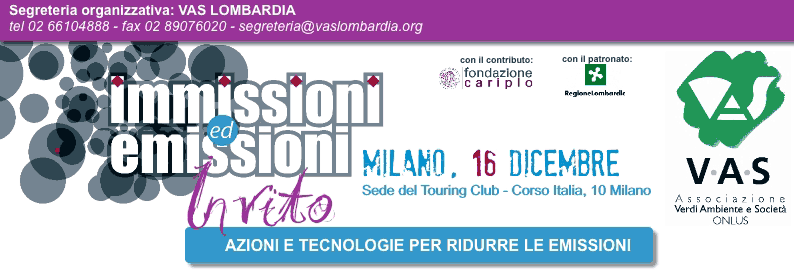 Segreteria organizzativa: VAS LOMBARDIA
tel 02 66104888 - fax 02 89076020 - segreteria@vaslombardia.org
con il contributo:
fondazione
cariplo
con il patronato:
RegioneLombardia
immissioni
ed
emissioni
Invito
MILANO, 16 DICEMBRE
Sede del Touring Club - Corso Italia, 10 Milano
AZIONI E TECNOLOGIE PER RIDURRE LE EMISSIONI
VAS
V·A·S
Associazione
Verdi Ambiente e Società
ONLUS